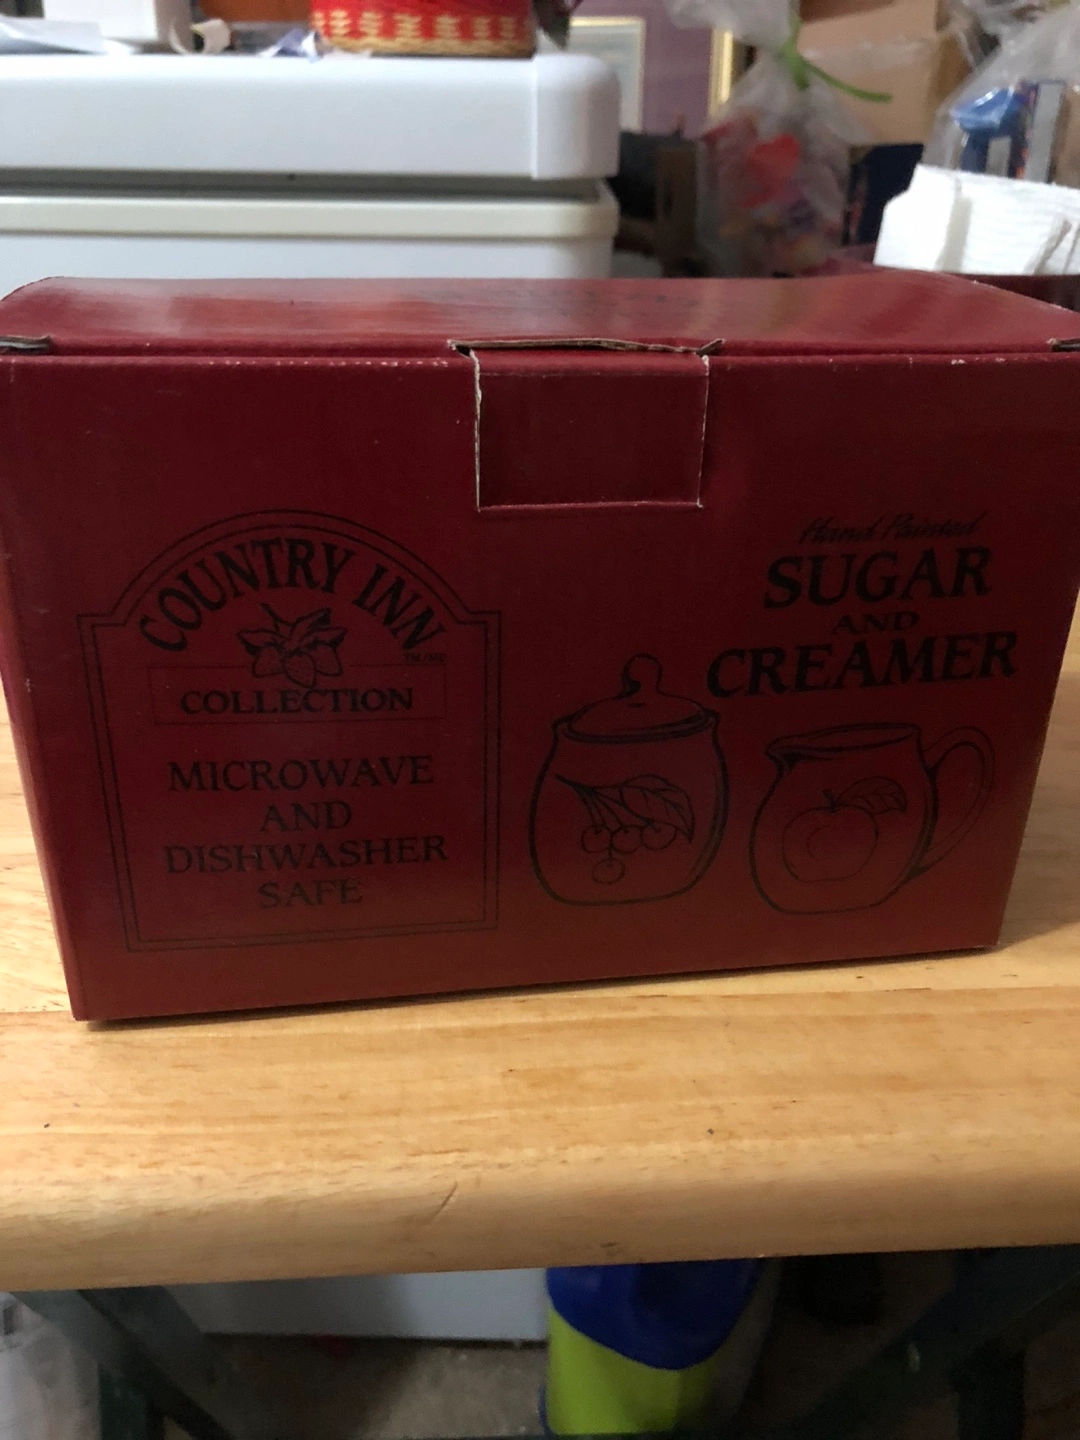 COUNTRY INN
COLLECTION
MICROWAVE
AND
DISHWASHER
SAFE
Hand Painted
SUGAR
AND
CREAMER